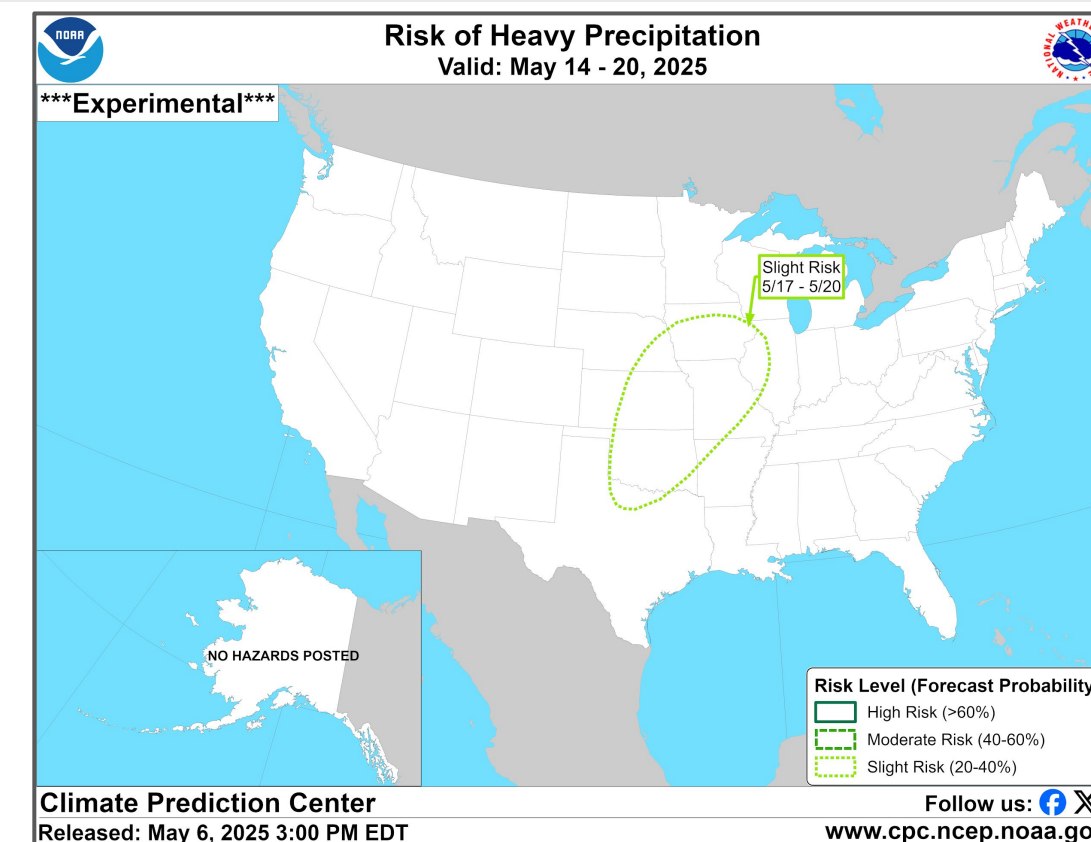 NOAA
Risk of Heavy Precipitation
Valid: May 14 - 20, 2025
NATIONAL WEATHE
***Experimental***
Slight Risk
5/17 - 5/20
NO HAZARDS POSTED
Risk Level (Forecast Probability
High Risk (>60%)
Moderate Risk (40-60%)
Slight Risk (20-40%)
Climate Prediction Center
Follow us:
Released: May 6, 2025 3:00 PM EDT
www.cpc.ncep.noaa.go